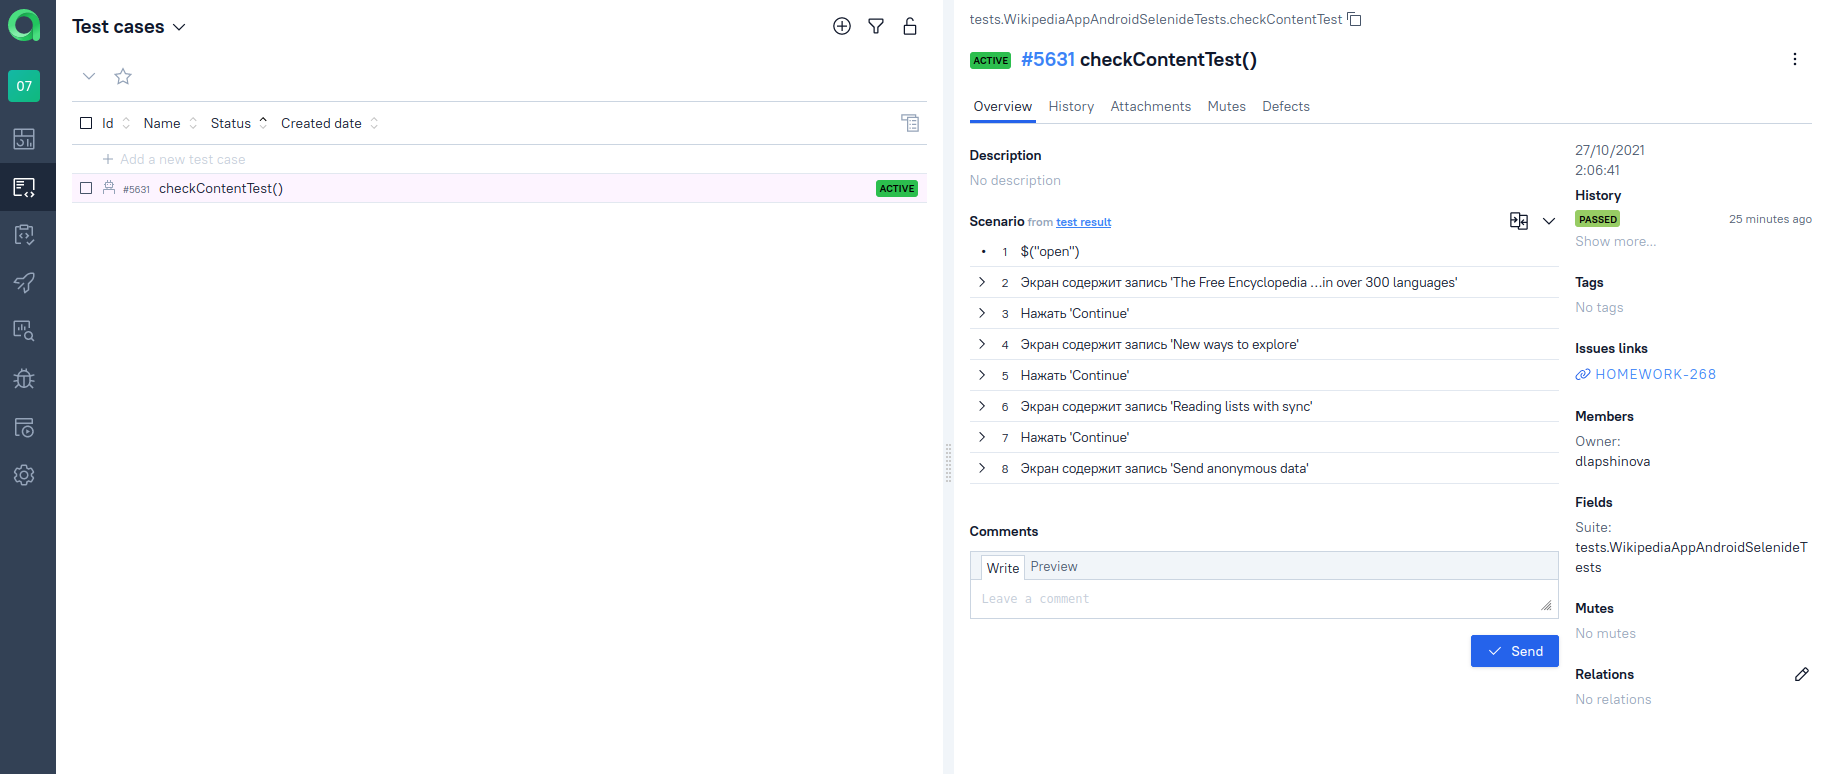 Test cases
07
Id Name Status Created date
Add a new test case
#5631 checkContentTest() ACTIVE
tests.WikipediaAppAndroidSelenideTests.checkContentTest
ACTIVE #5631 checkContentTest()
Overview History Attachments Mutes Defects
Description
No description
Scenario from test result
1 $("open")
2 Экран содержит запись 'The Free Encyclopedia …in over 300 languages'
3 Нажать 'Continue'
4 Экран содержит запись 'New ways to explore'
5 Нажать 'Continue'
6 Экран содержит запись 'Reading lists with sync'
7 Нажать 'Continue'
8 Экран содержит запись 'Send anonymous data'
Comments
Write Preview
Leave a comment
Send
27/10/2021
2:06:41
History
PASSED 25 minutes ago
Show more...
Tags
No tags
Issues links
HOMEWORK-268
Members
Owner:
dlapshinova
Fields
Suite:
tests.WikipediaAppAndroidSelenideT
ests
Mutes
No mutes
Relations
No relations